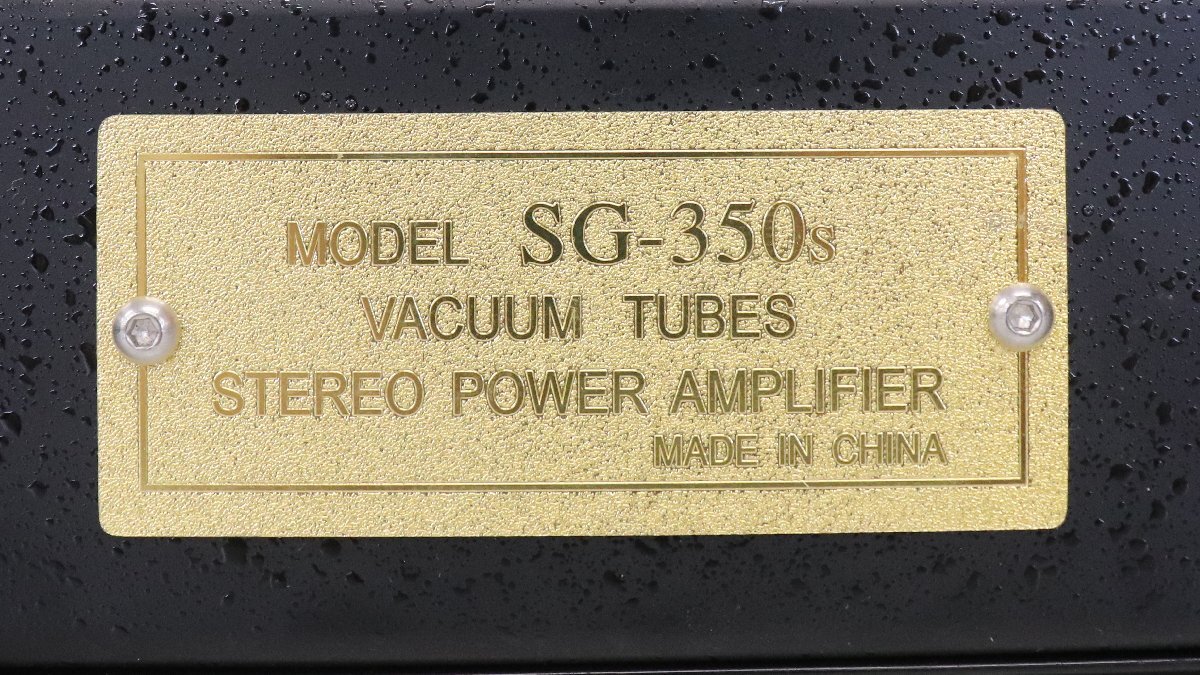 MODEL SG-350s
VACUUM TUBES
STEREO POWER AMPLIFIER
MADE IN CHINA